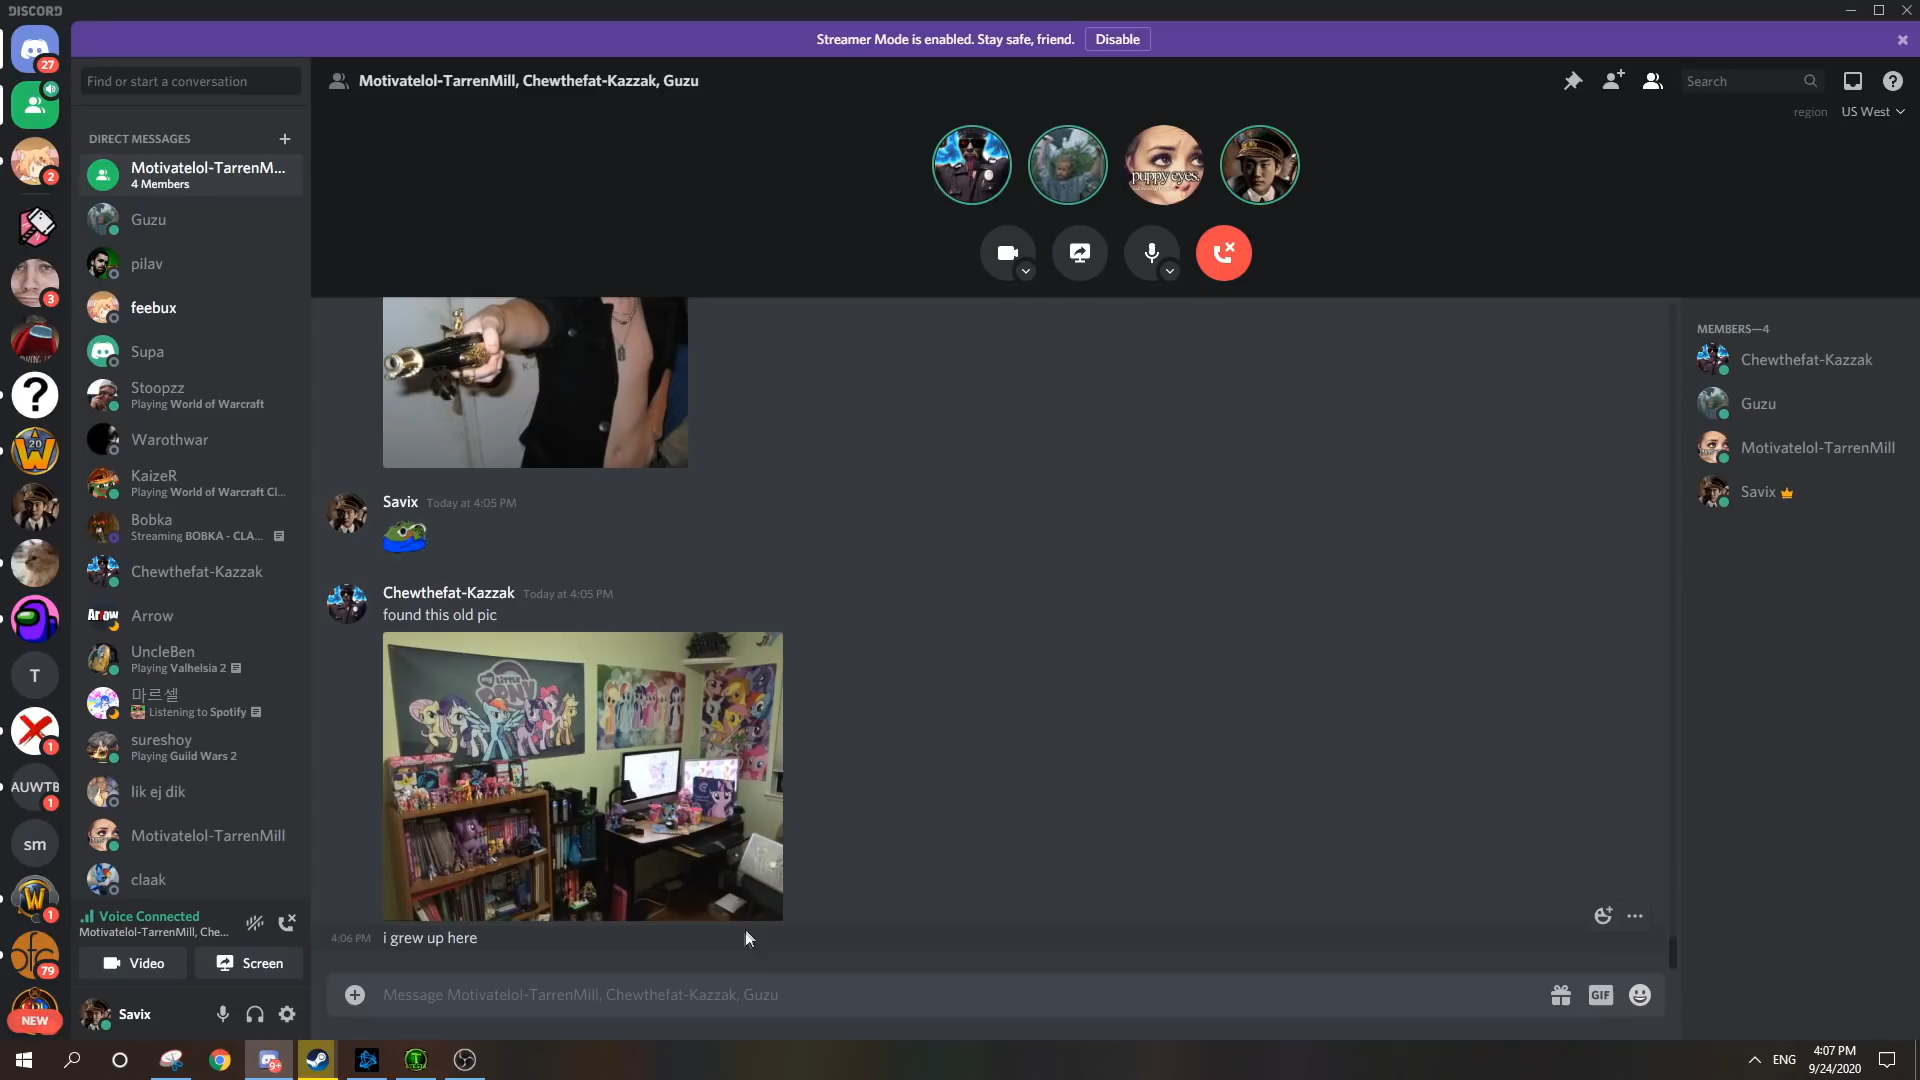 DISCORD
Streamer Mode is enabled. Stay safe, friend.
Disable
27
Find or start a conversation
Motivatelol-TarrenMill, Chewthefat-Kazzak, Guzu
Search
region
US West
DIRECT MESSAGES
puppy eyes.
Motivatelol-TarrenM...
4 Members
2
Guzu
pilav
3
feebux
Supa
Stoopzz
Playing World of Warcraft
20
Warothwar
KaizeR
Playing World of Warcraft Cl...
Bobka
Streaming BOBKA - CLA...
Chewthefat-Kazzak
Arrow
Arrow
UncleBen
Playing Valhelsia 2
T
마르셀
Listening to Spotify
sureshoy
Playing Guild Wars 2
1
lik ej dik
AUWTB
1
Motivatelol-TarrenMill
sm
claak
1
Voice Connected
Motivatelol-TarrenMill, Che...
Video
Screen
79
NEW
Savix
Savix Today at 4:05 PM
Chewthefat-Kazzak Today at 4:05 PM
found this old pic
my LITTLE
PONY
4:06 PM i grew up here
Message Motivatelol-TarrenMill, Chewthefat-Kazzak, Guzu
GIF
MEMBERS—4
Chewthefat-Kazzak
Guzu
Motivatelol-TarrenMill
Savix
9+
ENG
4:07 PM
9/24/2020